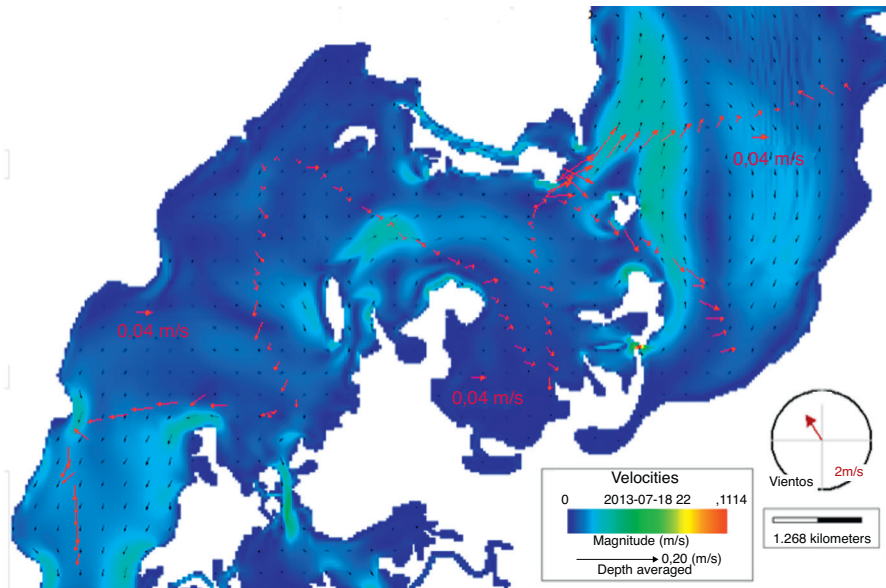 0,04 m/s
0,04 m/s
0,04 m/s
Velocities
0 2013-07-18 22 ,1114
Magnitude (m/s)
0,20 (m/s)
Depth averaged
Vientos
2m/s
1.268 kilometers